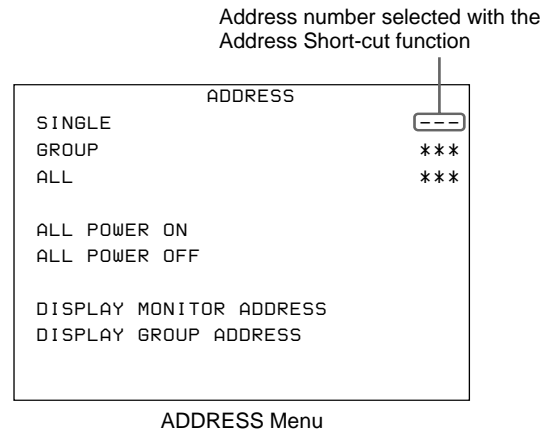 Address number selected with the
Address Short-cut function
ADDRESS
SINGLE ---
GROUP ***
ALL ***
ALL POWER ON
ALL POWER OFF
DISPLAY MONITOR ADDRESS
DISPLAY GROUP ADDRESS
ADDRESS Menu